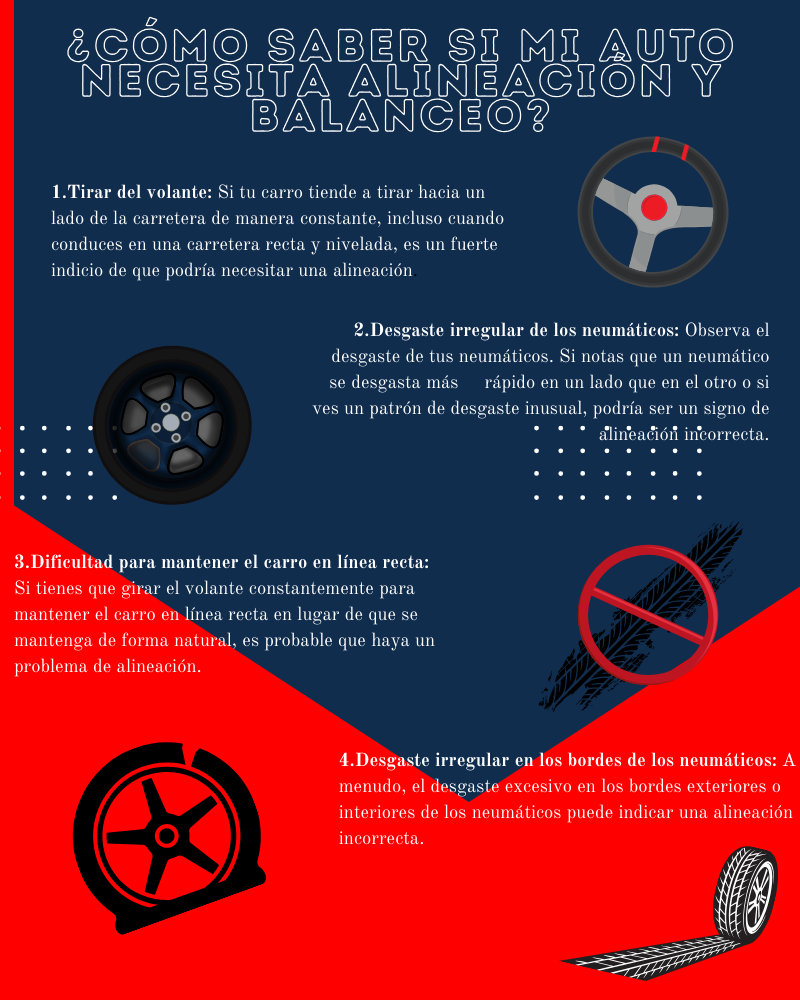 ¿CÓMO SABER SI MI AUTO
NECESITA ALINEACIÓN Y
BALANCEO?
1.Tirar del volante: Si tu carro tiende a tirar hacia un
lado de la carretera de manera constante, incluso cuando
conduces en una carretera recta y nivelada, es un fuerte
indicio de que podría necesitar una alineación.
2.Desgaste irregular de los neumáticos: Observa el
desgaste de tus neumáticos. Si notas que un neumático
se desgasta más rápido en un lado que en el otro o si
ves un patrón de desgaste inusual, podría ser un signo de
alineación incorrecta.
3.Dificultad para mantener el carro en línea recta:
Si tienes que girar el volante constantemente para
mantener el carro en línea recta en lugar de que se
mantenga de forma natural, es probable que haya un
problema de alineación.
4.Desgaste irregular en los bordes de los neumáticos: A
menudo, el desgaste excesivo en los bordes exteriores o
interiores de los neumáticos puede indicar una alineación
incorrecta.